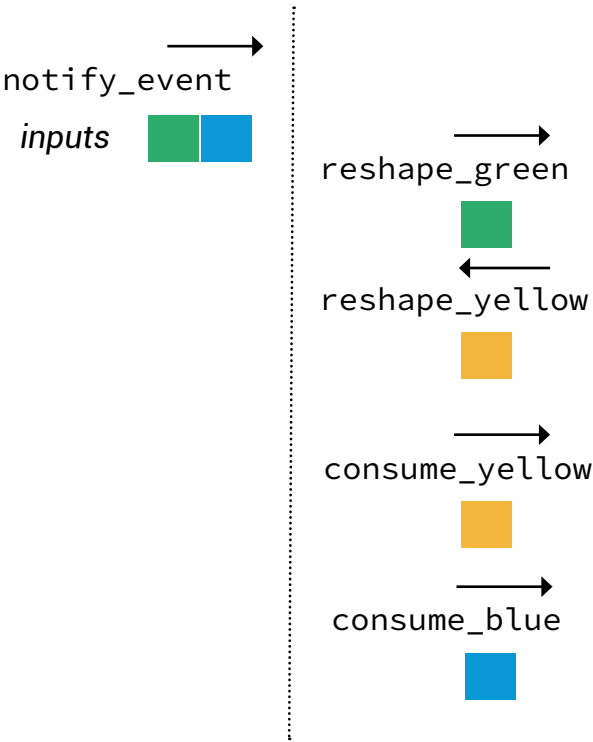 notify_event
inputs
reshape_green
reshape_yellow
consume_yellow
consume_blue